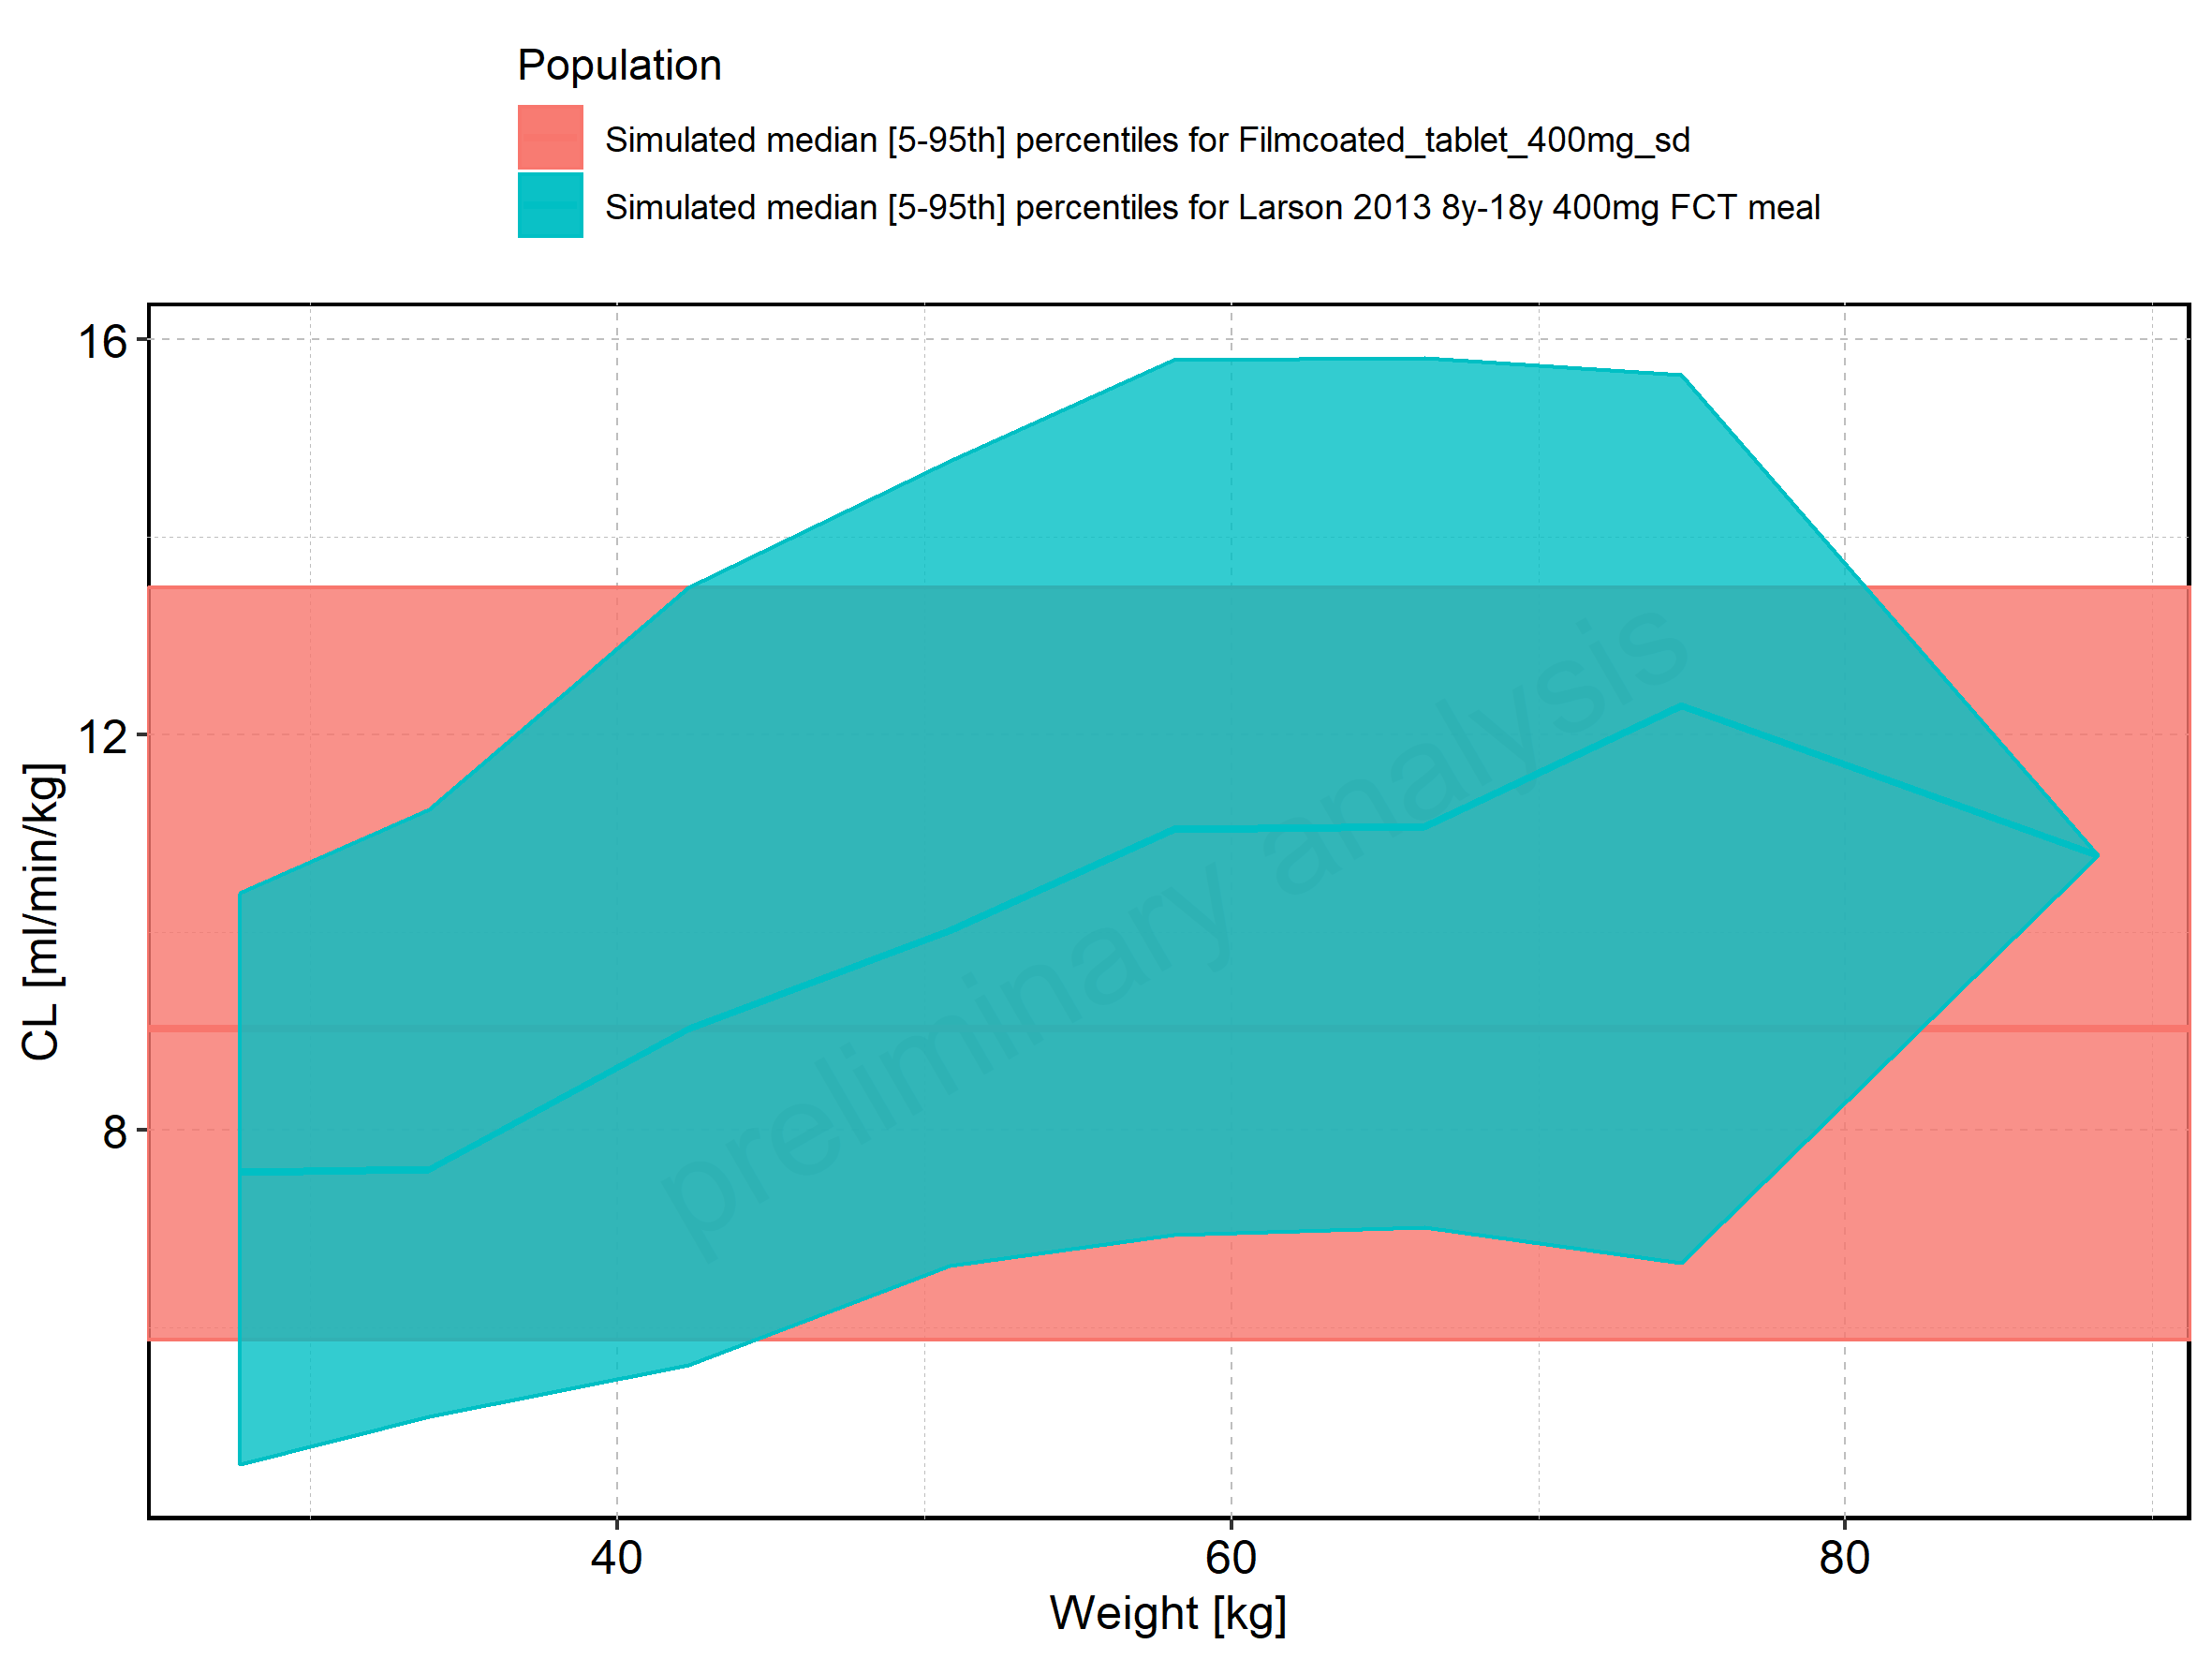 Population
Simulated median [5-95th] percentiles for Filmcoated_tablet_400mg_sd
Simulated median [5-95th] percentiles for Larson 2013 8y-18y 400mg FCT meal
16
12
8
CL [ml/min/kg]
preliminary analysis
40 60 80
Weight [kg]